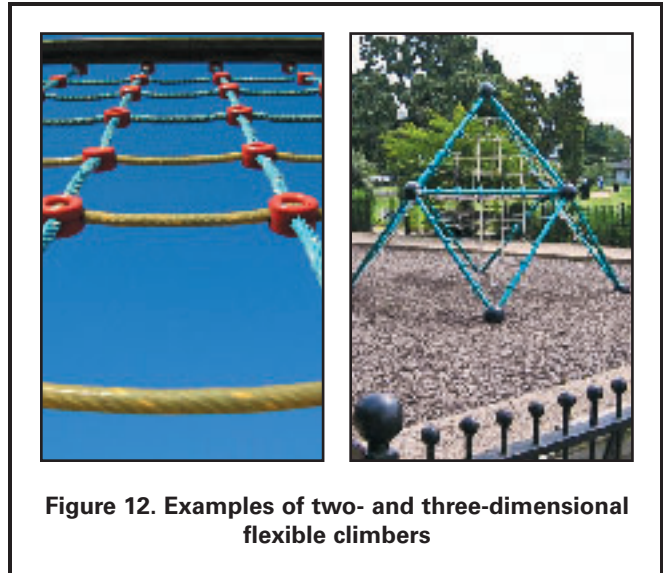 Figure 12. Examples of two- and three-dimensional
flexible climbers